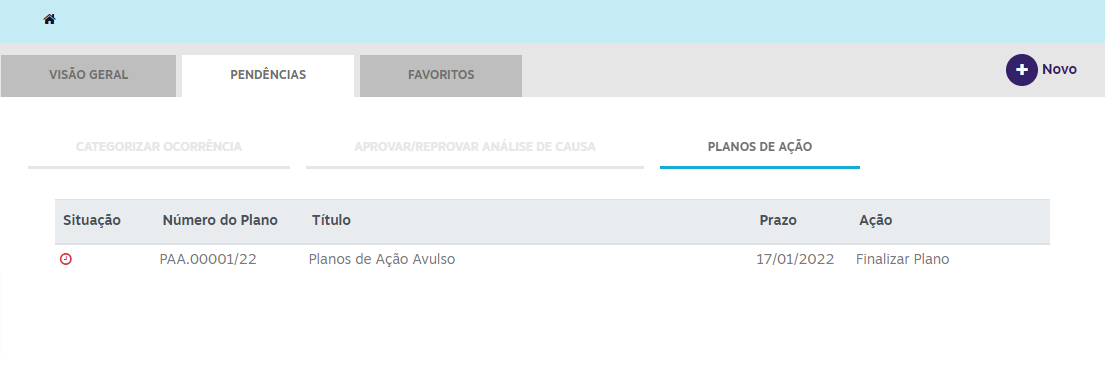 VISÃO GERAL PENDÊNCIAS FAVORITOS Novo
CATEGORIZAR OCORRÊNCIA APROVAR/REPROVAR ANÁLISE DE CAUSA PLANOS DE AÇÃO
Situação Número do Plano Título Prazo Ação
PAA.00001/22 Planos de Ação Avulso 17/01/2022 Finalizar Plano